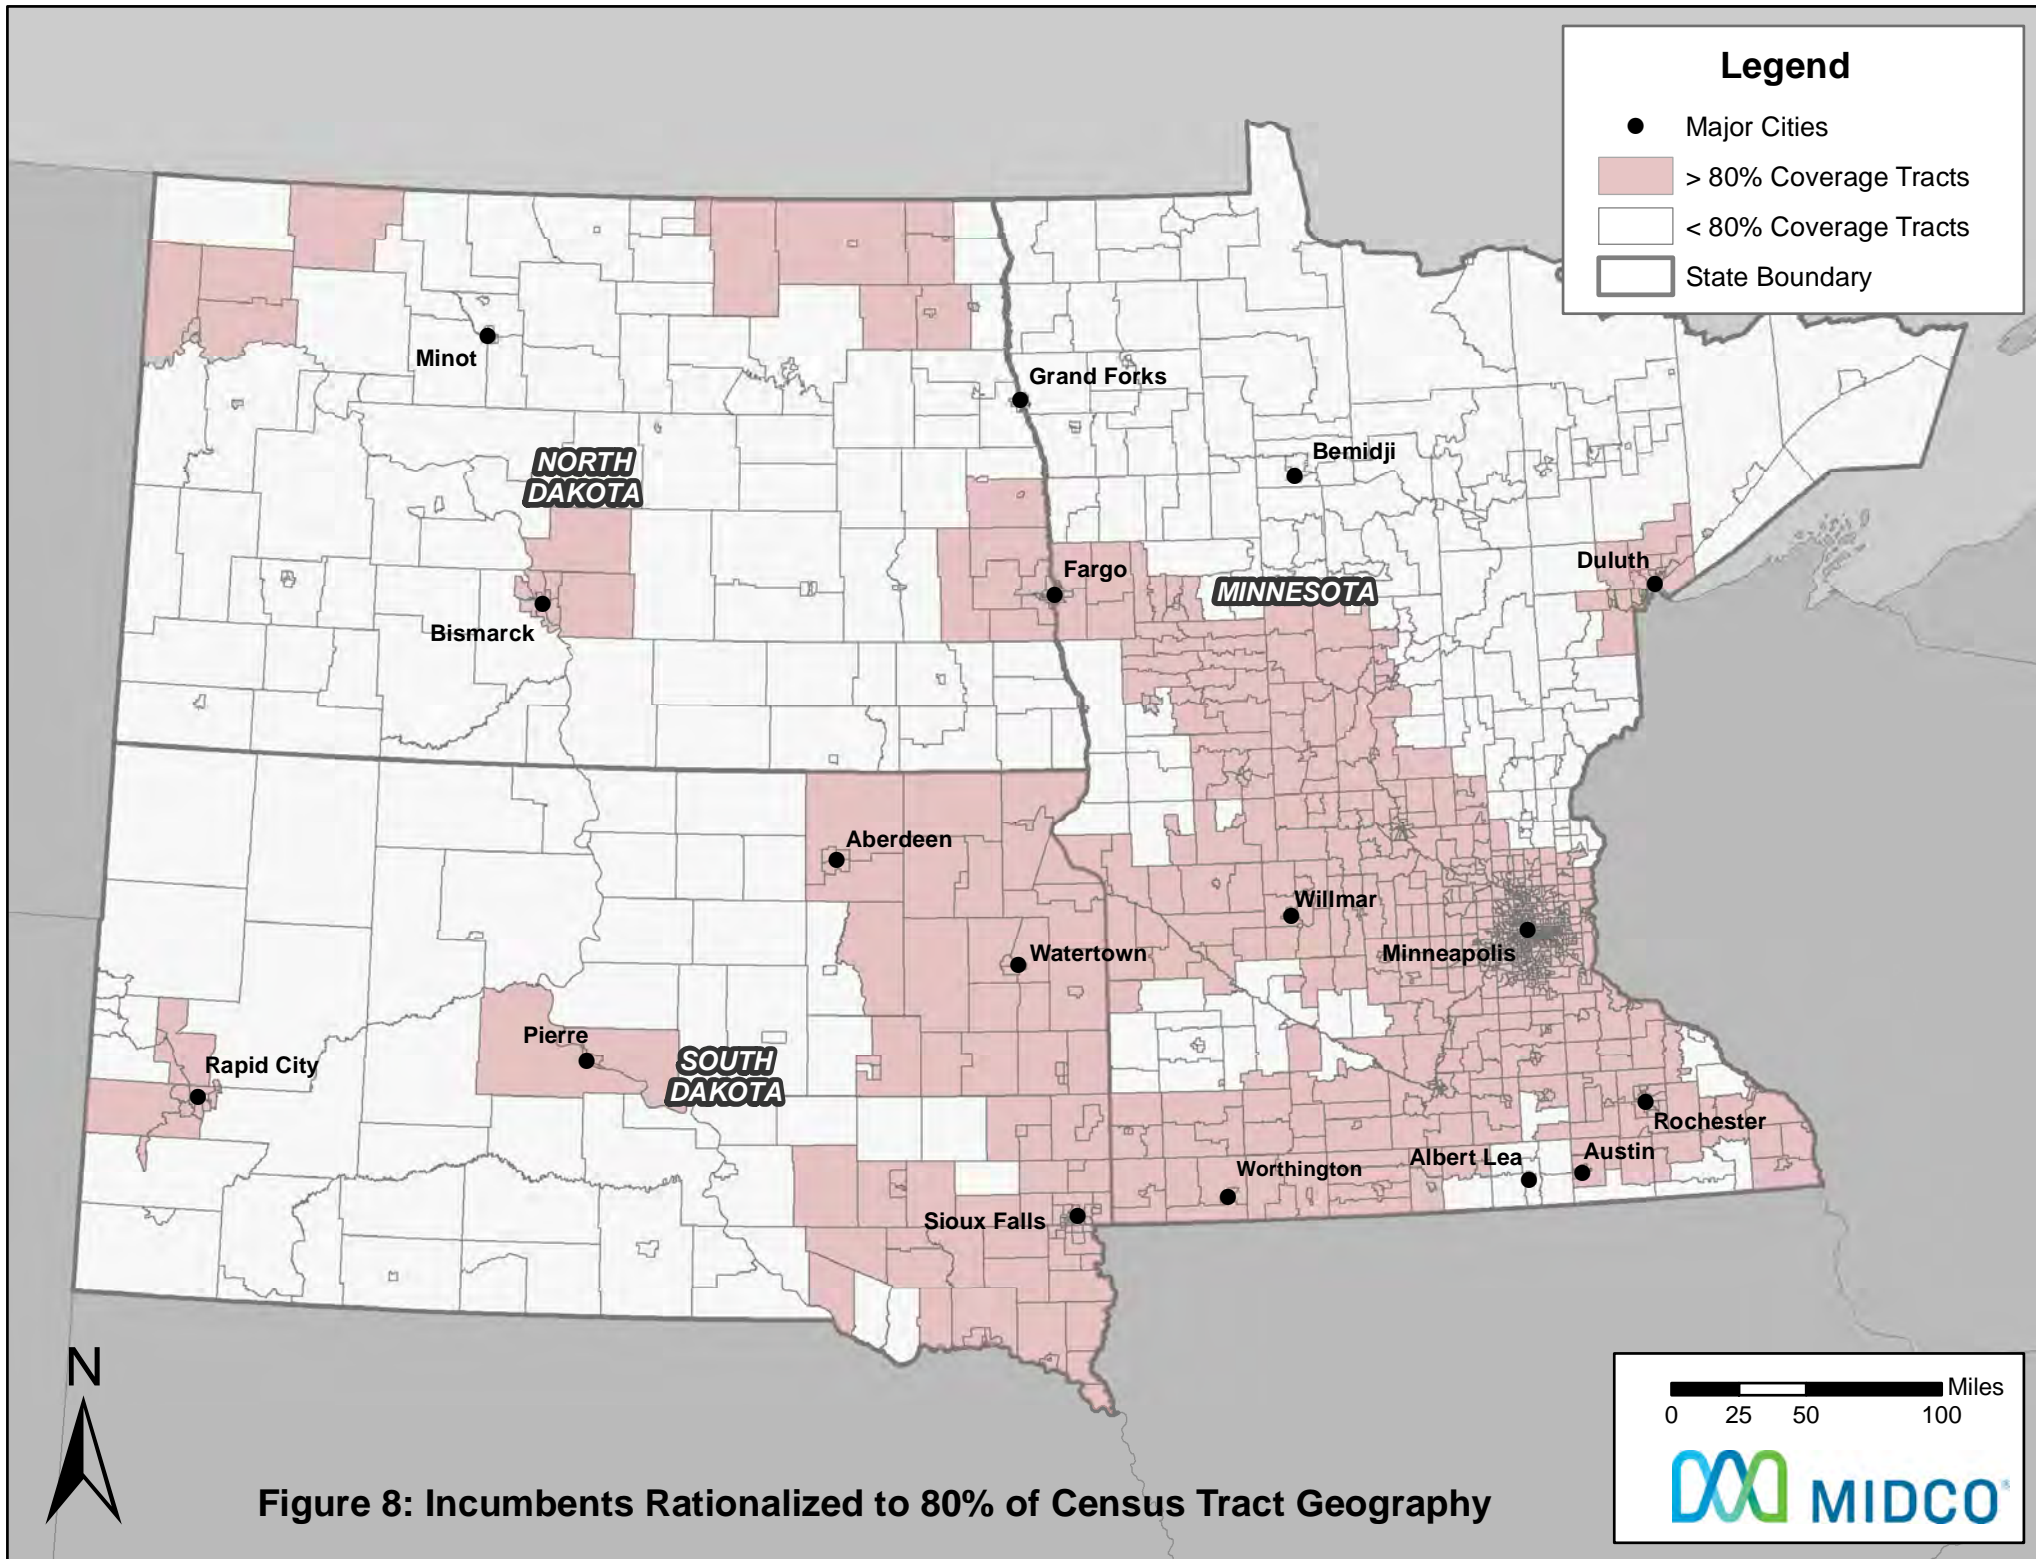 Legend
Major Cities
> 80% Coverage Tracts
< 80% Coverage Tracts
State Boundary
Minot
Grand Forks
Bemidji
NORTH
DAKOTA
Duluth
Fargo
MINNESOTA
Bismarck
Aberdeen
Willmar
Watertown
Minneapolis
Pierre
SOUTH
DAKOTA
Rapid City
Rochester
Austin
Albert Lea
Worthington
Sioux Falls
N
Miles
0 25 50 100
MIDCO®
Figure 8: Incumbents Rationalized to 80% of Census Tract Geography